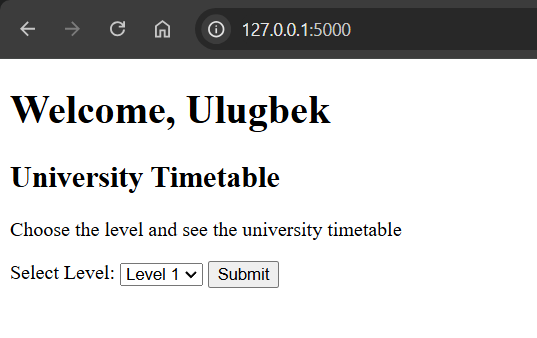 127.0.0.1:5000
Welcome, Ulugbek
University Timetable
Choose the level and see the university timetable
Select Level: Level 1 Submit